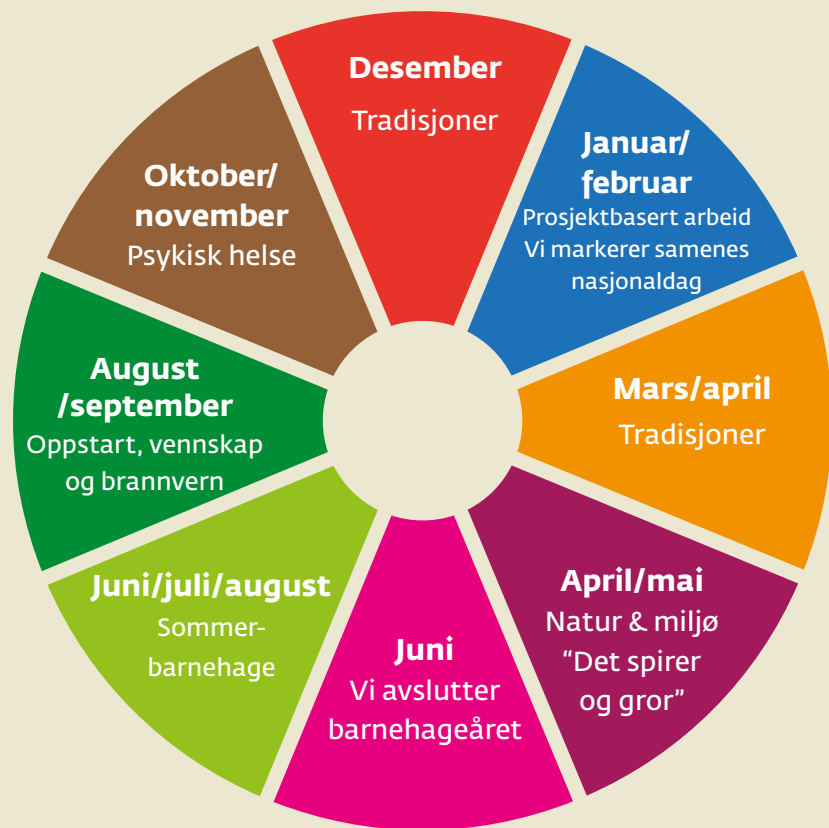 Desember
Tradisjoner
Januar/
februar
Prosjektbasert arbeid
Vi markerer samenes
nasjonaldag
Mars/april
Tradisjoner
April/mai
Natur & miljø
“Det spirer
og gror”
Juni
Vi avslutter
barnehageåret
Juni/juli/august
Sommer-
barnehage
August
/september
Oppstart, vennskap
og brannvern
Oktober/
november
Psykisk helse